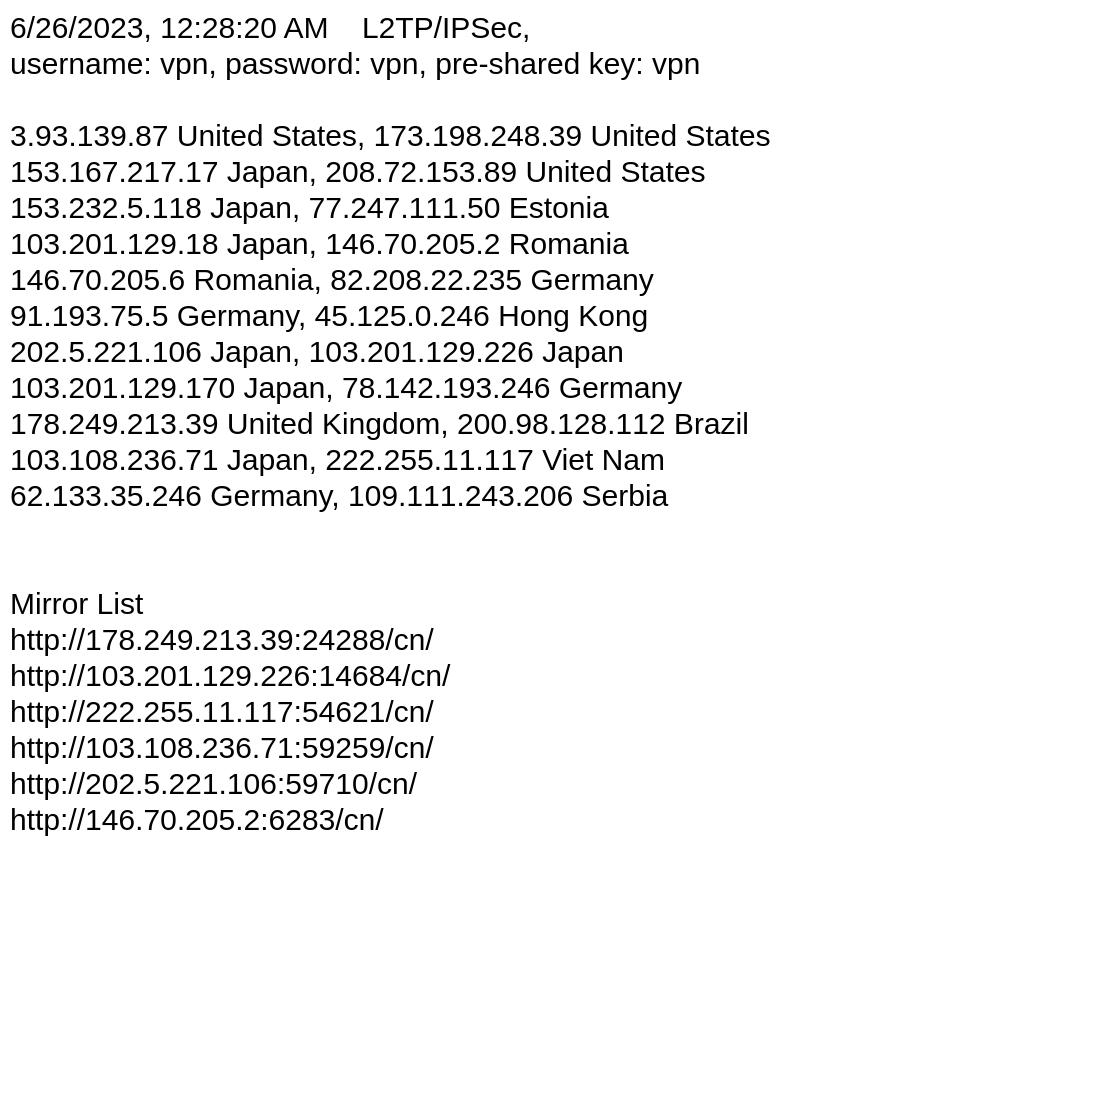 6/26/2023, 12:28:20 AM    L2TP/IPSec,
username: vpn, password: vpn, pre-shared key: vpn
3.93.139.87 United States, 173.198.248.39 United States
153.167.217.17 Japan, 208.72.153.89 United States
153.232.5.118 Japan, 77.247.111.50 Estonia
103.201.129.18 Japan, 146.70.205.2 Romania
146.70.205.6 Romania, 82.208.22.235 Germany
91.193.75.5 Germany, 45.125.0.246 Hong Kong
202.5.221.106 Japan, 103.201.129.226 Japan
103.201.129.170 Japan, 78.142.193.246 Germany
178.249.213.39 United Kingdom, 200.98.128.112 Brazil
103.108.236.71 Japan, 222.255.11.117 Viet Nam
62.133.35.246 Germany, 109.111.243.206 Serbia
Mirror List
http://178.249.213.39:24288/cn/
http://103.201.129.226:14684/cn/
http://222.255.11.117:54621/cn/
http://103.108.236.71:59259/cn/
http://202.5.221.106:59710/cn/
http://146.70.205.2:6283/cn/